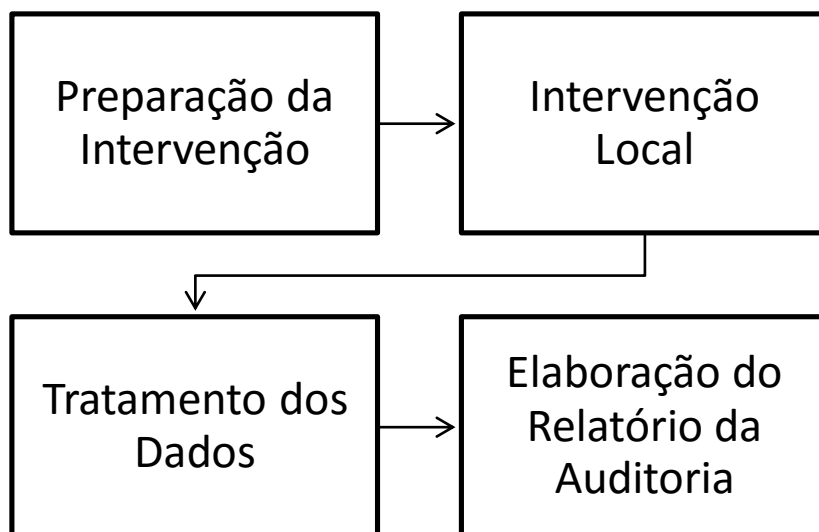 Preparação da
Intervenção
Intervenção
Local
Tratamento dos
Dados
Elaboração do
Relatório da
Auditoria